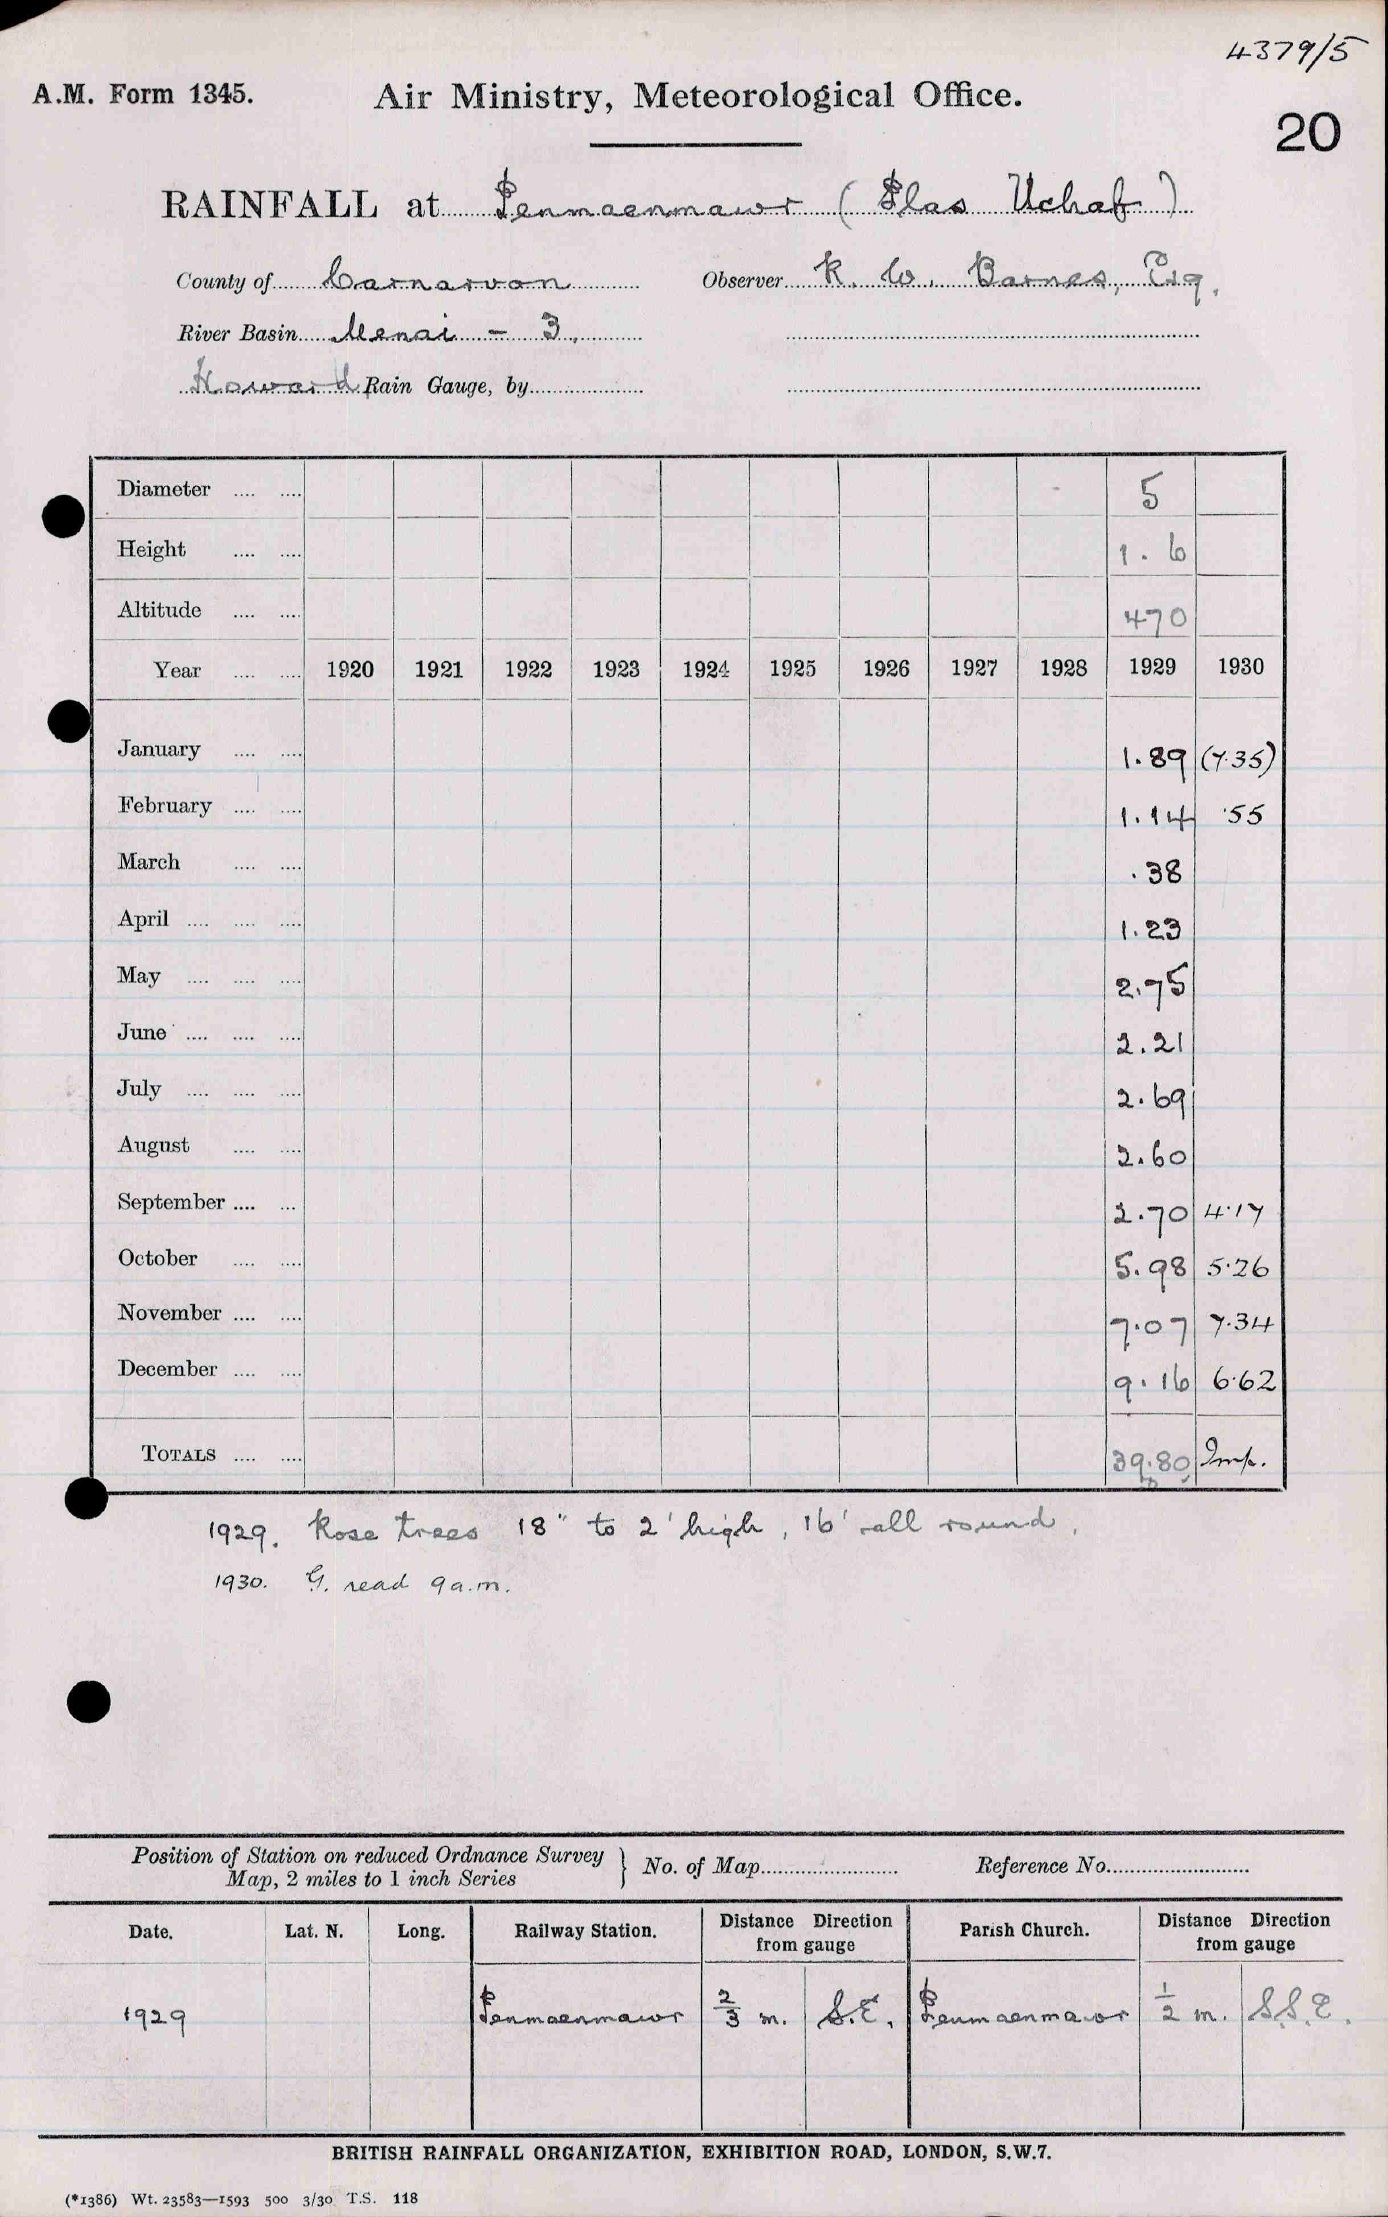 4379/5
A.M. Form 1345. Air Ministry, Meteorological Office.
20
RAINFALL at Penmaenmawr (Plas Uchaf)
County of Carnarvon Observer R. W. Barnes, Esq.
River Basin Menai - 3.
Howard Rain Gauge, by
Diameter .... .... 5
Height .... .... 1.6
Altitude .... .... 470
Year .... .... 1920 1921 1922 1923 1924 1925 1926 1927 1928 1929 1930
January .... .... 1.89 (7.35)
February .... .... 1.14 .55
March .... .... .38
April .... .... .... 1.23
May .... .... .... 2.75
June .... .... .... 2.21
July .... .... .... 2.69
August .... .... 2.60
September .... ... 2.70 4.17
October .... .... 5.98 5.26
November .... .... 7.07 7.34
December .... .... 9.16 6.62
TOTALS .... .... 39.80 Imp.
1929. Rose trees 18" to 2' high, 16' all round.
1930. G. read 9 a.m.
Position of Station on reduced Ordnance Survey Map, 2 miles to 1 inch Series } No. of Map Reference No.
Date. Lat. N. Long. Railway Station. Distance Direction from gauge Parish Church. Distance Direction from gauge
1929 Penmaenmawr 2/3 m. S.E. Penmaenmawr 1/2 m. S.S.E.
BRITISH RAINFALL ORGANIZATION, EXHIBITION ROAD, LONDON, S.W.7.
(*1386) Wt. 23583—1593 500 3/30 T.S. 118